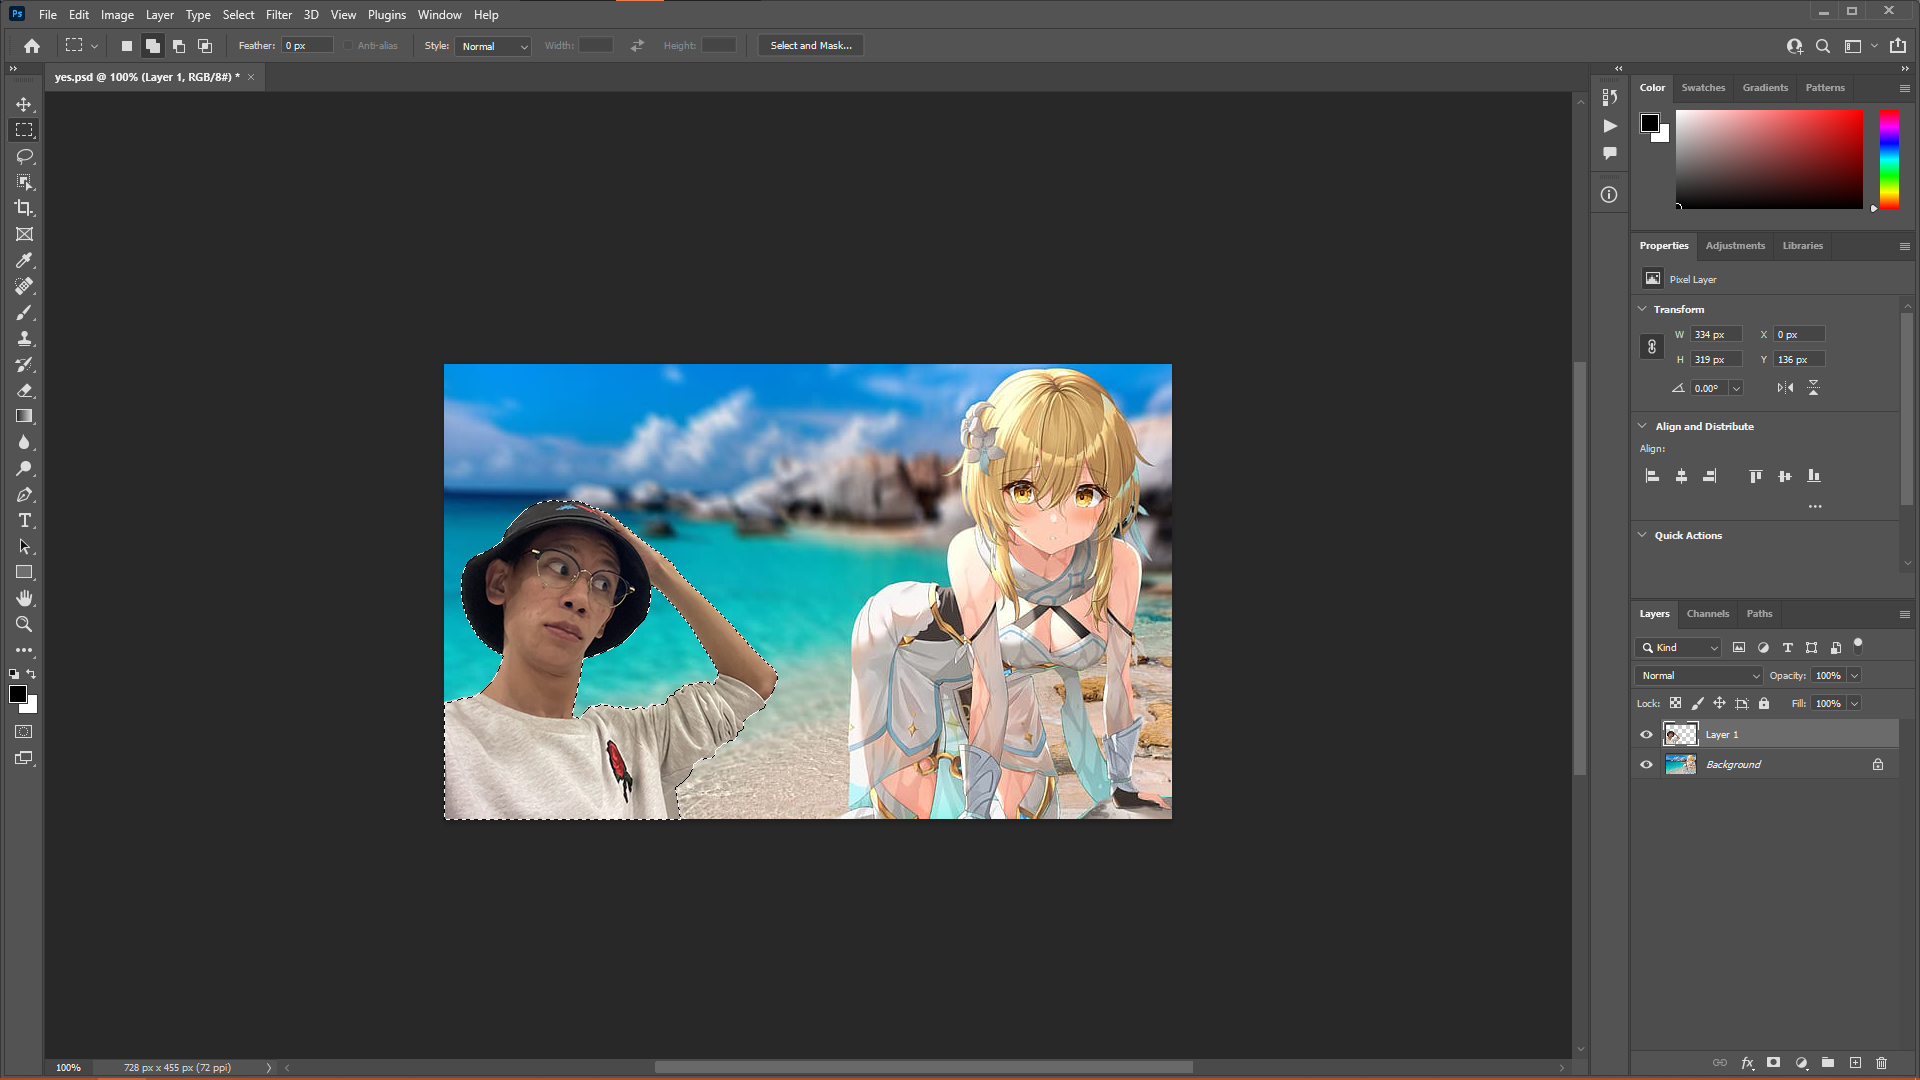 Ps File Edit Image Layer Type Select Filter 3D View Plugins Window Help
Feather: 0 px Anti-alias Style: Normal Width: Height: Select and Mask...
yes.psd @ 100% (Layer 1, RGB/8#) *
Color Swatches Gradients Patterns
Properties Adjustments Libraries
Pixel Layer
Transform
W 334 px X 0 px
H 319 px Y 136 px
0.00°
Align and Distribute
Align:
Quick Actions
Layers Channels Paths
Kind
Normal Opacity: 100%
Lock: Fill: 100%
Layer 1
Background
100% 728 px x 455 px (72 ppi)